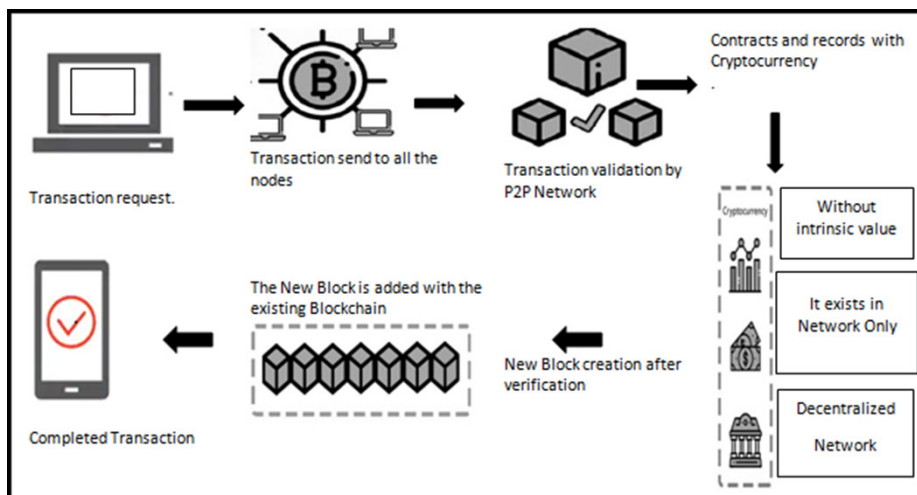 Contracts and records with
Cryptocurrency
.
Transaction send to all the
nodes
Transaction validation by
P2P Network
Transaction request.
Cryptocurrency
Without
intrinsic value
It exists in
Network Only
Decentralized
Network
The New Block is added with the
existing Blockchain
New Block creation after
verification
Completed Transaction